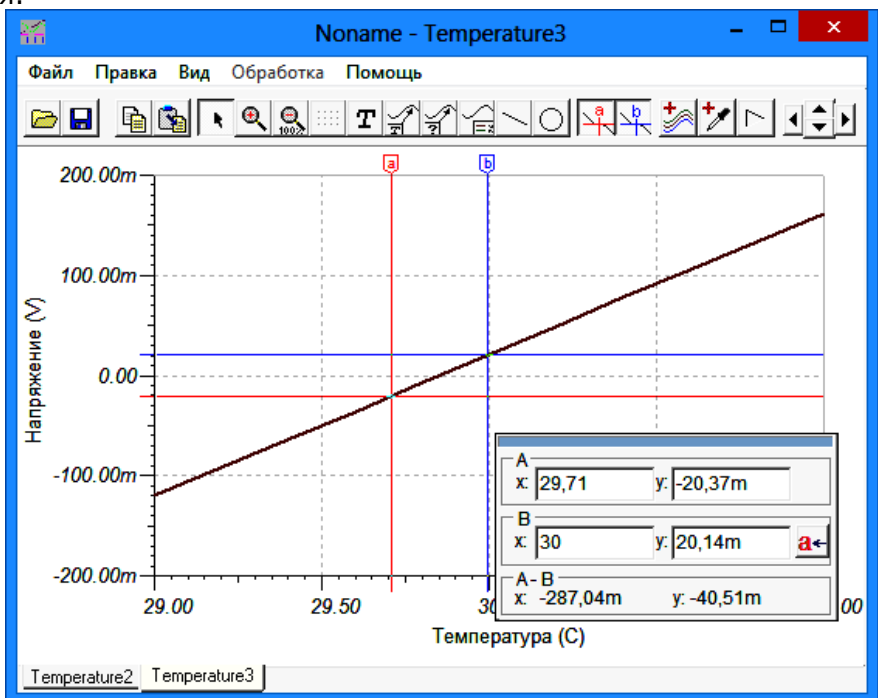 я.
Noname - Temperature3
Файл Правка Вид Обработка Помощь
100% T T ? =: a b
a b
200.00m
100.00m
0.00
-100.00m
-200.00m
Напряжение (V)
29.00 29.50 30 00
Температура (C)
A
x: 29,71 y: -20,37m
B
x: 30 y: 20,14m a
A - B
x: -287,04m y: -40,51m
Temperature2 Temperature3